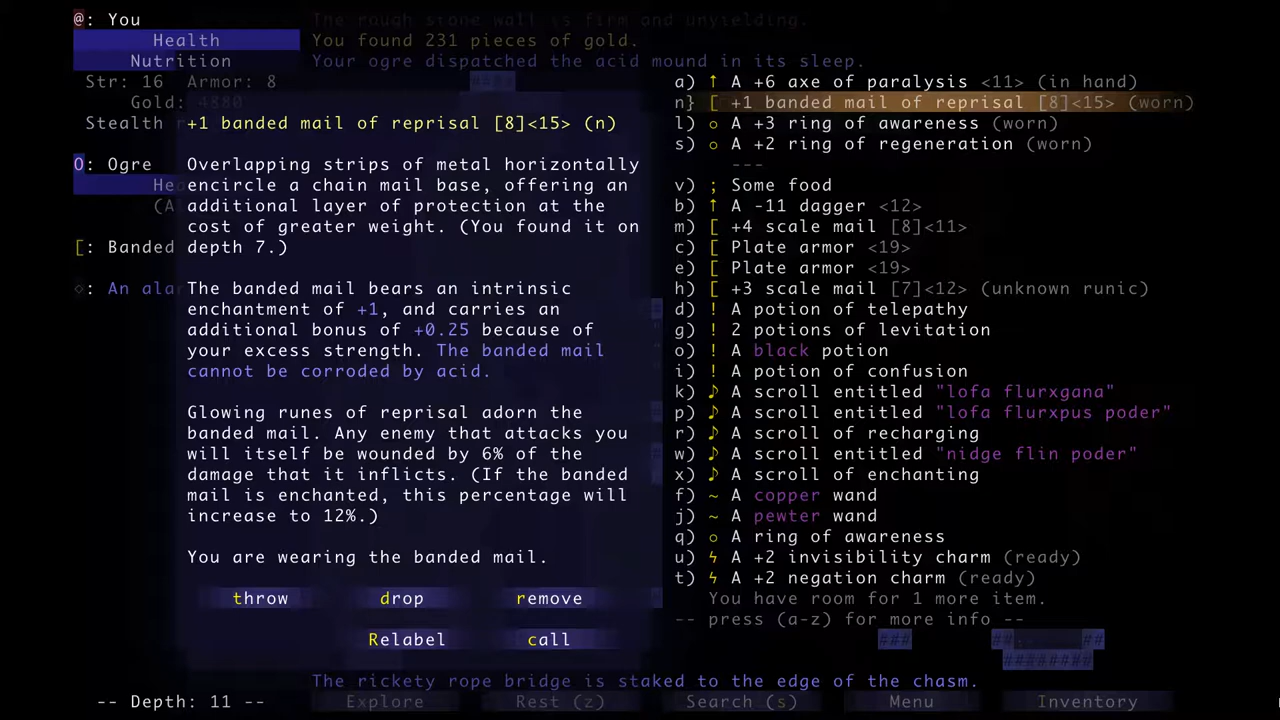 @: You
The rough stone wall is firm and unyielding.
Health
You found 231 pieces of gold.
Nutrition
Your ogre dispatched the acid mound in its sleep.
Str: 16 Armor: 8
Gold: 4880
Stealth
O: Ogre
[: Banded
◇: An ala
+1 banded mail of reprisal [8]<15> (n)
Overlapping strips of metal horizontally
encircle a chain mail base, offering an
additional layer of protection at the
cost of greater weight. (You found it on
depth 7.)
The banded mail bears an intrinsic
enchantment of +1, and carries an
additional bonus of +0.25 because of
your excess strength. The banded mail
cannot be corroded by acid.
Glowing runes of reprisal adorn the
banded mail. Any enemy that attacks you
will itself be wounded by 6% of the
damage that it inflicts. (If the banded
mail is enchanted, this percentage will
increase to 12%.)
You are wearing the banded mail.
throw drop remove
Relabel call
a) ↑ A +6 axe of paralysis <11> (in hand)
n} [ +1 banded mail of reprisal [8]<15> (worn)
l) ○ A +3 ring of awareness (worn)
s) ○ A +2 ring of regeneration (worn)
---
v) ; Some food
b) ↑ A -11 dagger <12>
m) [ +4 scale mail [8]<11>
c) [ Plate armor <19>
e) [ Plate armor <19>
h) [ +3 scale mail [7]<12> (unknown runic)
d) ! A potion of telepathy
g) ! 2 potions of levitation
o) ! A black potion
i) ! A potion of confusion
k) ♪ A scroll entitled "lofa flurxgana"
p) ♪ A scroll entitled "lofa flurxpus poder"
r) ♪ A scroll of recharging
w) ♪ A scroll entitled "nidge flin poder"
x) ♪ A scroll of enchanting
f) ~ A copper wand
j) ~ A pewter wand
q) ○ A ring of awareness
u) ϟ A +2 invisibility charm (ready)
t) ϟ A +2 negation charm (ready)
You have room for 1 more item.
-- press (a-z) for more info --
The rickety rope bridge is staked to the edge of the chasm.
-- Depth: 11 -- Explore Rest (z) Search (s) Menu Inventory